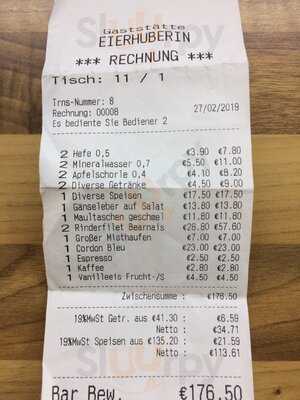 Gaststätte
EIERHUBERIN
*** RECHNUNG ***
Tisch: 11 / 1
Trns-Nummer: 8
Rechnung: 00008 27/02/2019
Es bediente Sie Bediener 2
2 Hefe 0,5 €3.90 €7.80
2 Mineralwasser 0,7 €5.50 €11.00
2 Apfelschorle 0,4 €4.10 €8.20
2 Diverse Getränke €4.50 €9.00
1 Diverse Speisen €17.50 €17.50
1 Gänseleber auf Salat €13.80 €13.80
1 Maultaschen geschmel €11.80 €11.80
2 Rinderfilet Bearnais €28.80 €57.60
1 Großer Misthaufen €7.00 €7.00
1 Cordon Bleu €23.00 €23.00
1 Espresso €2.50 €2.50
1 Kaffee €2.80 €2.80
1 Vanilleeis Frucht-/S €4.50 €4.50
Zwischensumme : €176.50
19%MwSt Getr. aus €41.30 : €6.59
Netto : €34.71
19%MwSt Speisen aus €135.20 : €21.59
Netto : €113.61
Bar Bew. €176.50